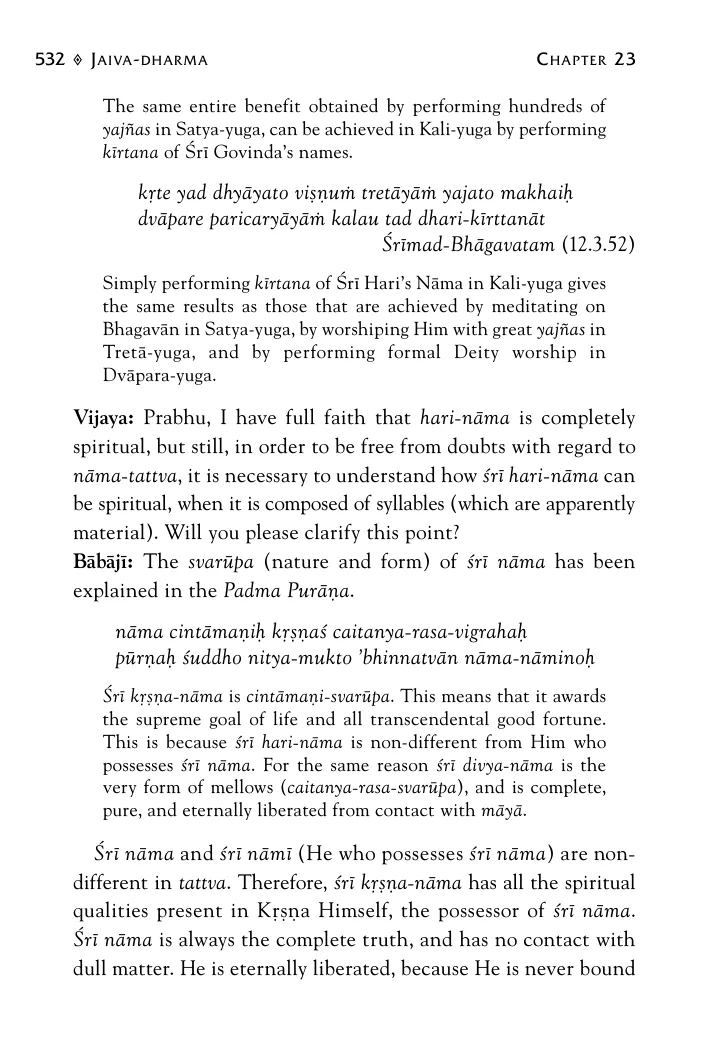 532 ◊ JAIVA-DHARMA CHAPTER 23
The same entire benefit obtained by performing hundreds of
yajñas in Satya-yuga, can be achieved in Kali-yuga by performing
kīrtana of Śrī Govinda's names.
kṛte yad dhyāyato viṣṇuṁ tretāyāṁ yajato makhaiḥ
dvāpare paricaryāyāṁ kalau tad dhari-kīrttanāt
Śrīmad-Bhāgavatam (12.3.52)
Simply performing kīrtana of Śrī Hari's Nāma in Kali-yuga gives
the same results as those that are achieved by meditating on
Bhagavān in Satya-yuga, by worshiping Him with great yajñas in
Tretā-yuga, and by performing formal Deity worship in
Dvāpara-yuga.
Vijaya: Prabhu, I have full faith that hari-nāma is completely
spiritual, but still, in order to be free from doubts with regard to
nāma-tattva, it is necessary to understand how śrī hari-nāma can
be spiritual, when it is composed of syllables (which are apparently
material). Will you please clarify this point?
Bābājī: The svarūpa (nature and form) of śrī nāma has been
explained in the Padma Purāṇa.
nāma cintāmaṇiḥ kṛṣṇaś caitanya-rasa-vigrahaḥ
pūrṇaḥ śuddho nitya-mukto 'bhinnatvān nāma-nāminoḥ
Śrī kṛṣṇa-nāma is cintāmaṇi-svarūpa. This means that it awards
the supreme goal of life and all transcendental good fortune.
This is because śrī hari-nāma is non-different from Him who
possesses śrī nāma. For the same reason śrī divya-nāma is the
very form of mellows (caitanya-rasa-svarūpa), and is complete,
pure, and eternally liberated from contact with māyā.
Śrī nāma and śrī nāmī (He who possesses śrī nāma) are non-
different in tattva. Therefore, śrī kṛṣṇa-nāma has all the spiritual
qualities present in Kṛṣṇa Himself, the possessor of śrī nāma.
Śrī nāma is always the complete truth, and has no contact with
dull matter. He is eternally liberated, because He is never bound